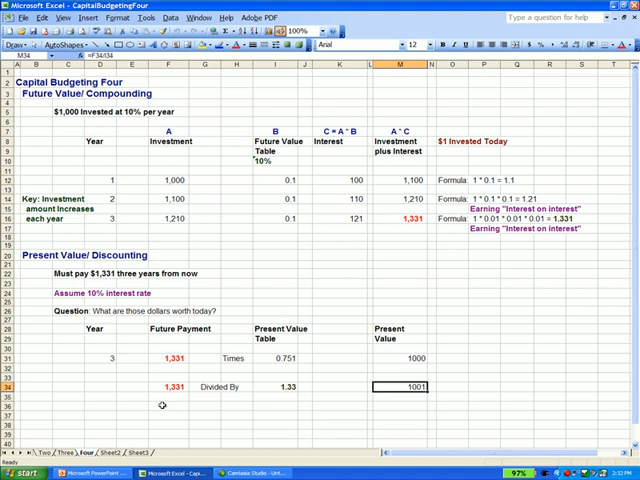 Microsoft Excel - CapitalBudgetingFour
File Edit View Insert Format Tools Data Window Help Adobe PDF
Type a question for help
100%
Draw AutoShapes Arial 12
M34 =F34/I34
A B C D E F G H I J K L M N O P Q R S T
Capital Budgeting Four
Future Value/ Compounding
$1,000 Invested at 10% per year
A B C = A * B A * C
Year Investment Future Value Interest Investment $1 Invested Today
Table plus Interest
10%
1 1,000 0.1 100 1,100 Formula: 1 * 0.1 = 1.1
Key: Investment 2 1,100 0.1 110 1,210 Formula: 1 * 0.1 * 0.1 = 1.21
amount Increases Earning "Interest on interest"
each year 3 1,210 0.1 121 1,331 Formula: 1 * 0.01 * 0.01 * 0.01 = 1.331
Earning "Interest on interest"
Present Value/ Discounting
Must pay $1,331 three years from now
Assume 10% interest rate
Question: What are those dollars worth today?
Year Future Payment Present Value Present
Table Value
3 1,331 Times 0.751 1000
1,331 Divided By 1.33 1001
Two Three Four Sheet2 Sheet3
Ready
start Microsoft PowerPoint ... Microsoft Excel - Capi... Camtasia Studio - Unt... 97% 2:32 PM